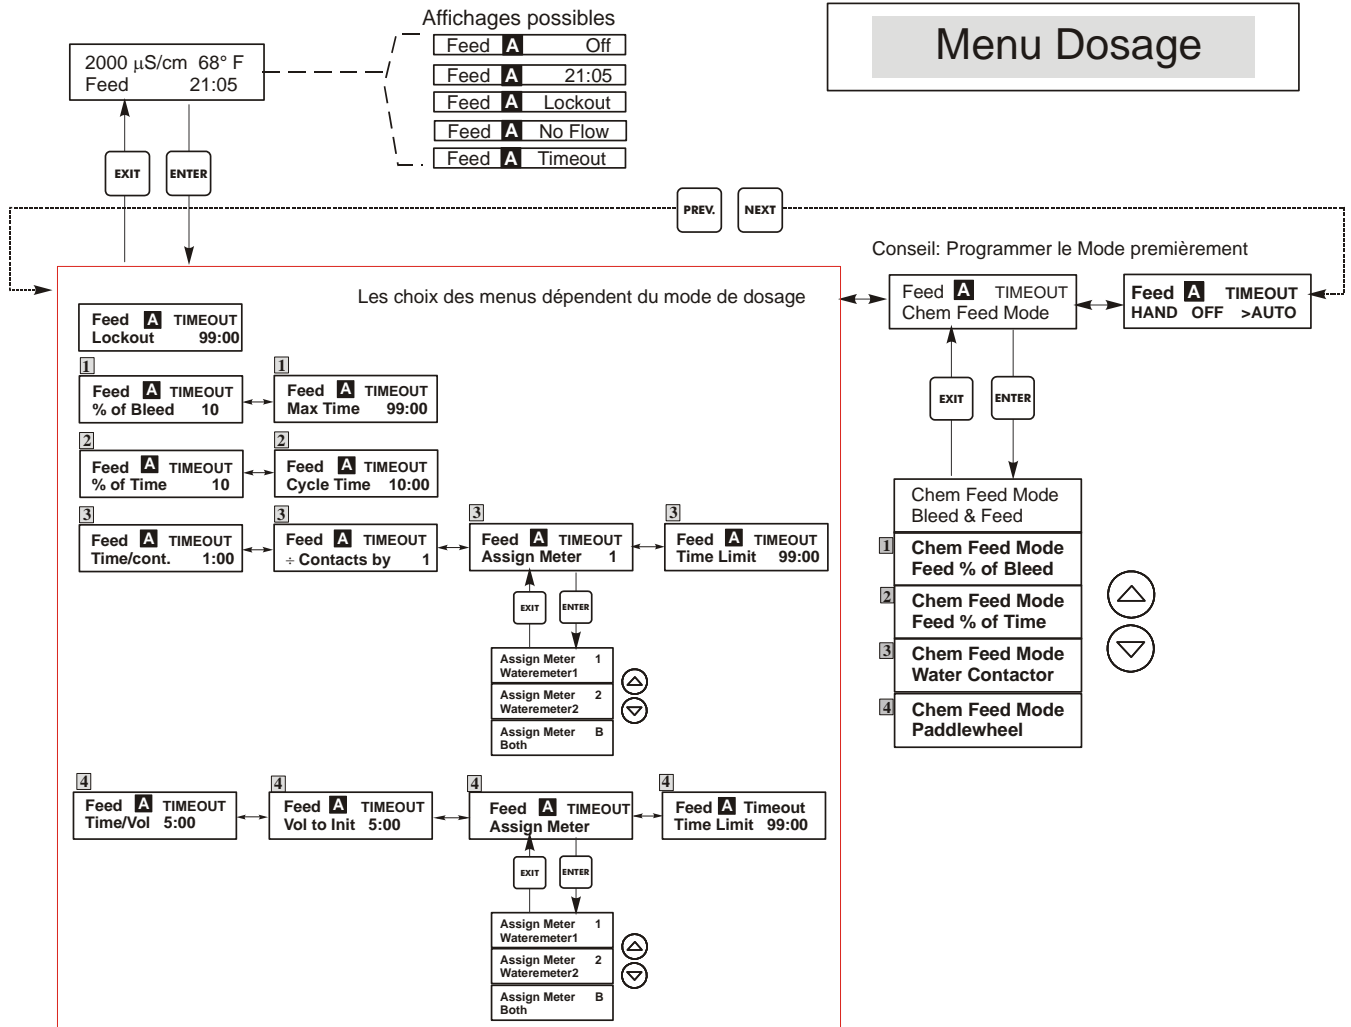 Affichages possibles
Menu Dosage
2000 µS/cm 68° F
Feed 21:05
Feed A Off
Feed A 21:05
Feed A Lockout
Feed A No Flow
Feed A Timeout
EXIT
ENTER
PREV.
NEXT
Conseil: Programmer le Mode premièrement
Les choix des menus dépendent du mode de dosage
Feed A TIMEOUT
Chem Feed Mode
Feed A TIMEOUT
HAND OFF >AUTO
Feed A TIMEOUT
Lockout 99:00
1
Feed A TIMEOUT
% of Bleed 10
1
Feed A TIMEOUT
Max Time 99:00
EXIT
ENTER
2
Feed A TIMEOUT
% of Time 10
2
Feed A TIMEOUT
Cycle Time 10:00
3
Feed A TIMEOUT
Time/cont. 1:00
3
Feed A TIMEOUT
÷ Contacts by 1
3
Feed A TIMEOUT
Assign Meter 1
3
Feed A TIMEOUT
Time Limit 99:00
EXIT
ENTER
Assign Meter 1
Wateremeter1
Assign Meter 2
Wateremeter2
Assign Meter B
Both
Chem Feed Mode
Bleed & Feed
1
Chem Feed Mode
Feed % of Bleed
2
Chem Feed Mode
Feed % of Time
3
Chem Feed Mode
Water Contactor
4
Chem Feed Mode
Paddlewheel
4
Feed A TIMEOUT
Time/Vol 5:00
4
Feed A TIMEOUT
Vol to Init 5:00
4
Feed A TIMEOUT
Assign Meter
4
Feed A Timeout
Time Limit 99:00
EXIT
ENTER
Assign Meter 1
Wateremeter1
Assign Meter 2
Wateremeter2
Assign Meter B
Both